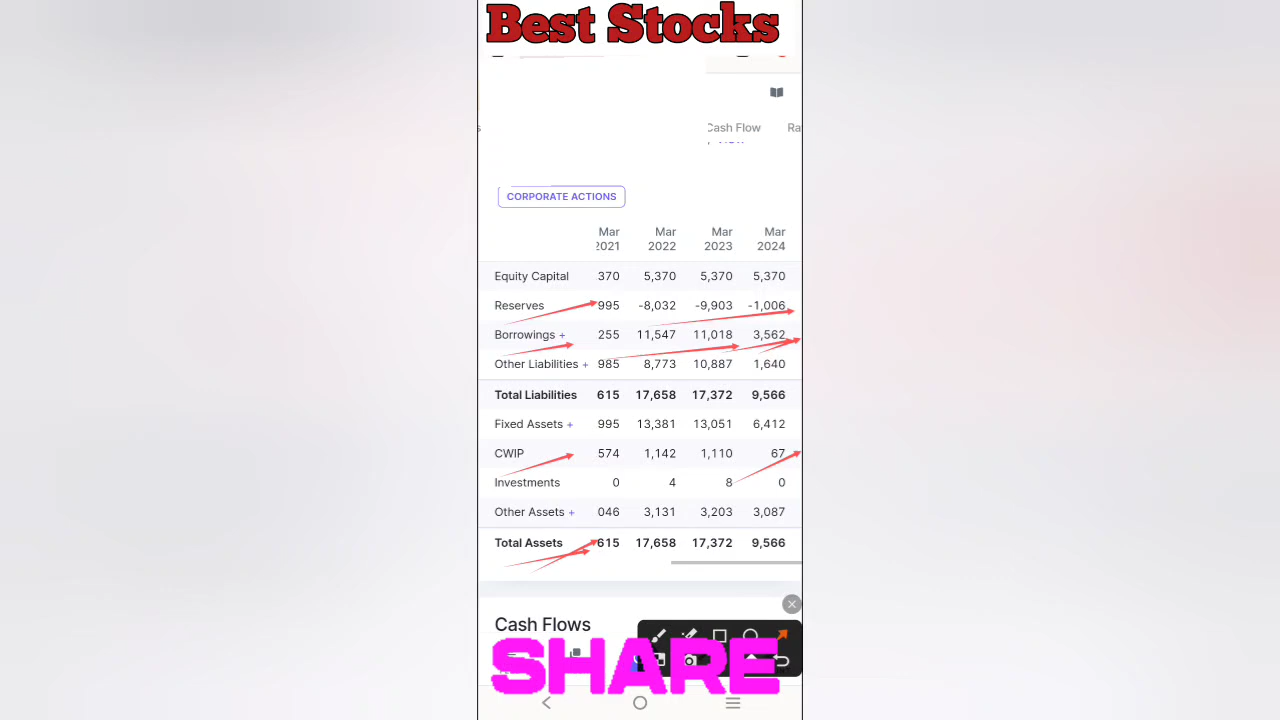 Best Stocks
Cash Flow Ra
CORPORATE ACTIONS
Mar 2021 Mar 2022 Mar 2023 Mar 2024
Equity Capital 370 5,370 5,370 5,370
Reserves 995 -8,032 -9,903 -1,006
Borrowings + 255 11,547 11,018 3,562
Other Liabilities + 985 8,773 10,887 1,640
Total Liabilities 615 17,658 17,372 9,566
Fixed Assets + 995 13,381 13,051 6,412
CWIP 574 1,142 1,110 67
Investments 0 4 8 0
Other Assets + 046 3,131 3,203 3,087
Total Assets 615 17,658 17,372 9,566
Cash Flows
SHARE